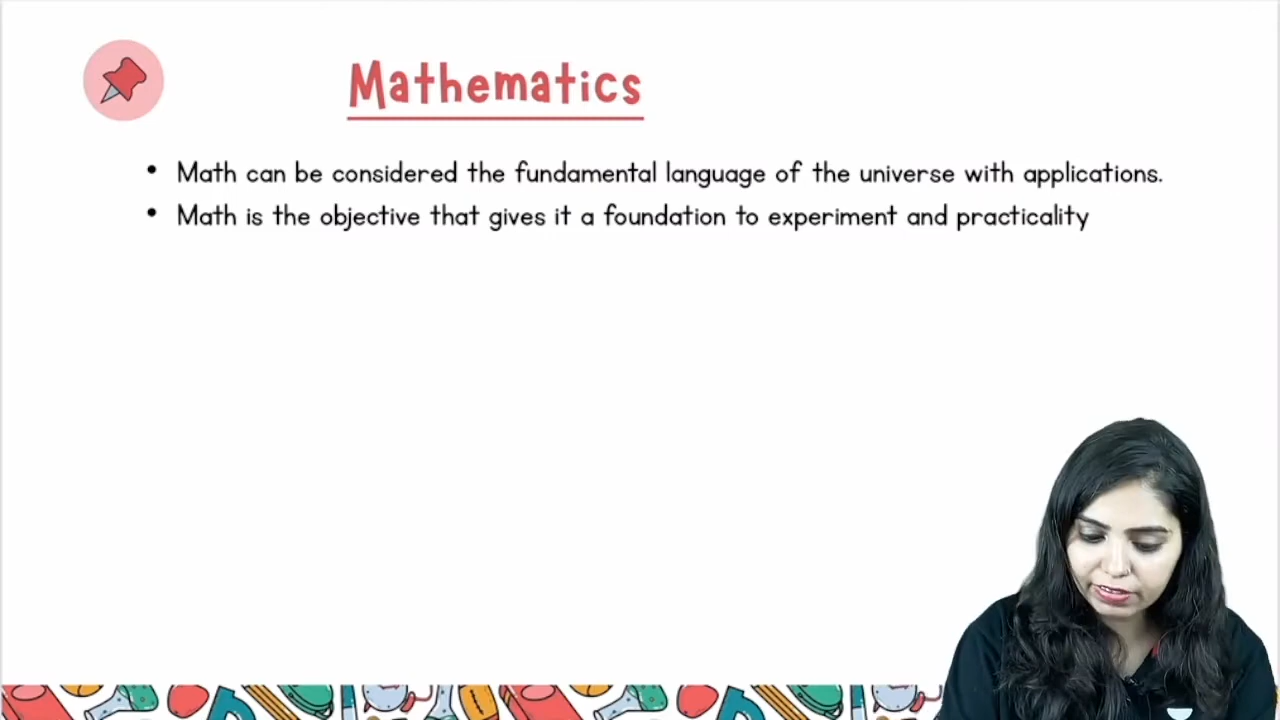 Mathematics
• Math can be considered the fundamental language of the universe with applications.
• Math is the objective that gives it a foundation to experiment and practicality